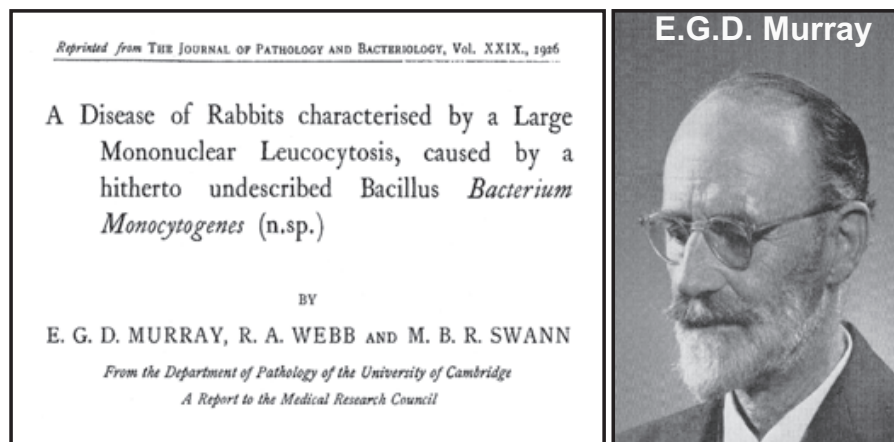 Reprinted from THE JOURNAL OF PATHOLOGY AND BACTERIOLOGY, Vol. XXIX., 1926
A Disease of Rabbits characterised by a Large
Mononuclear Leucocytosis, caused by a
hitherto undescribed Bacillus Bacterium
Monocytogenes (n.sp.)
BY
E. G. D. MURRAY, R. A. WEBB AND M. B. R. SWANN
From the Department of Pathology of the University of Cambridge
A Report to the Medical Research Council
E.G.D. Murray